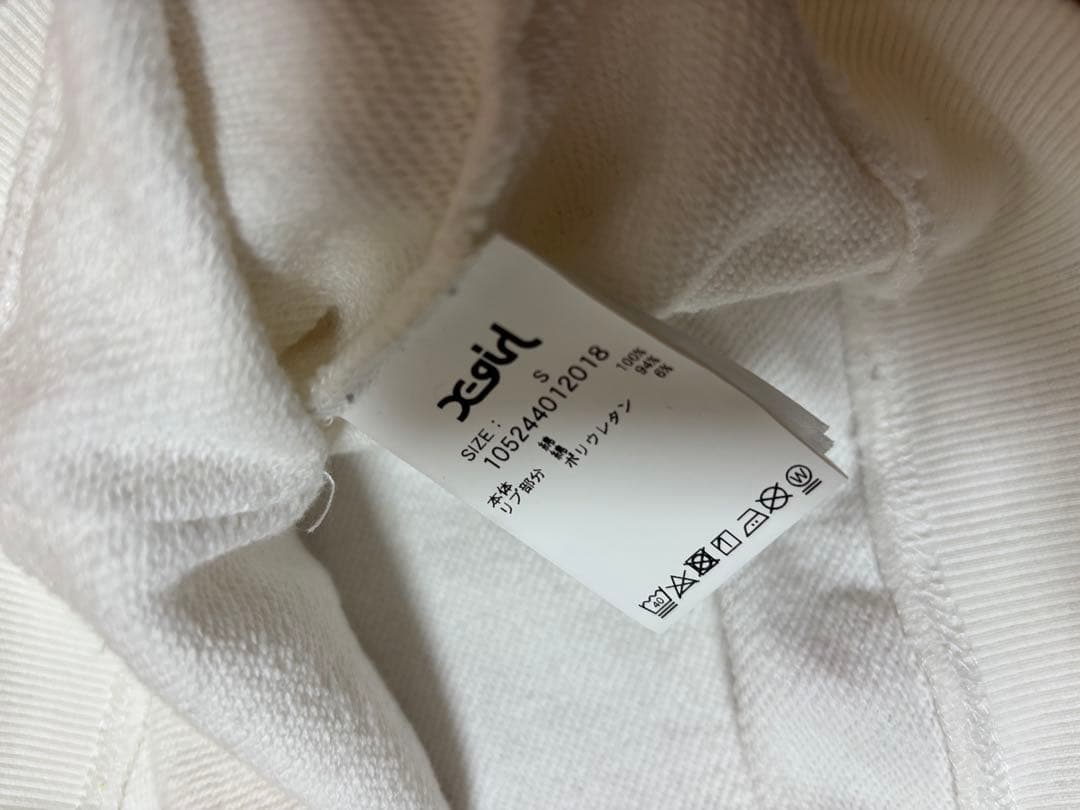 X-girl
SIZE: S
105244012018
本体 綿 100%
リブ部分 綿 94%
ポリウレタン 6%
40
W